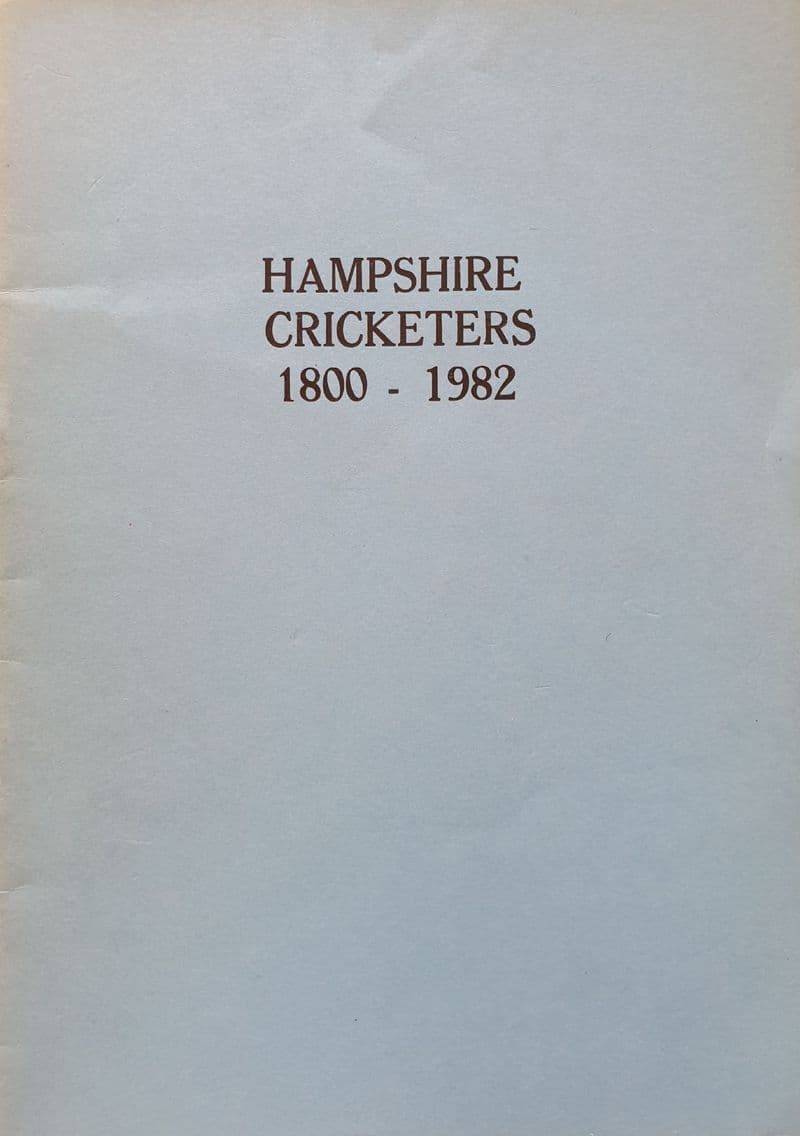 HAMPSHIRE
CRICKETERS
1800 - 1982